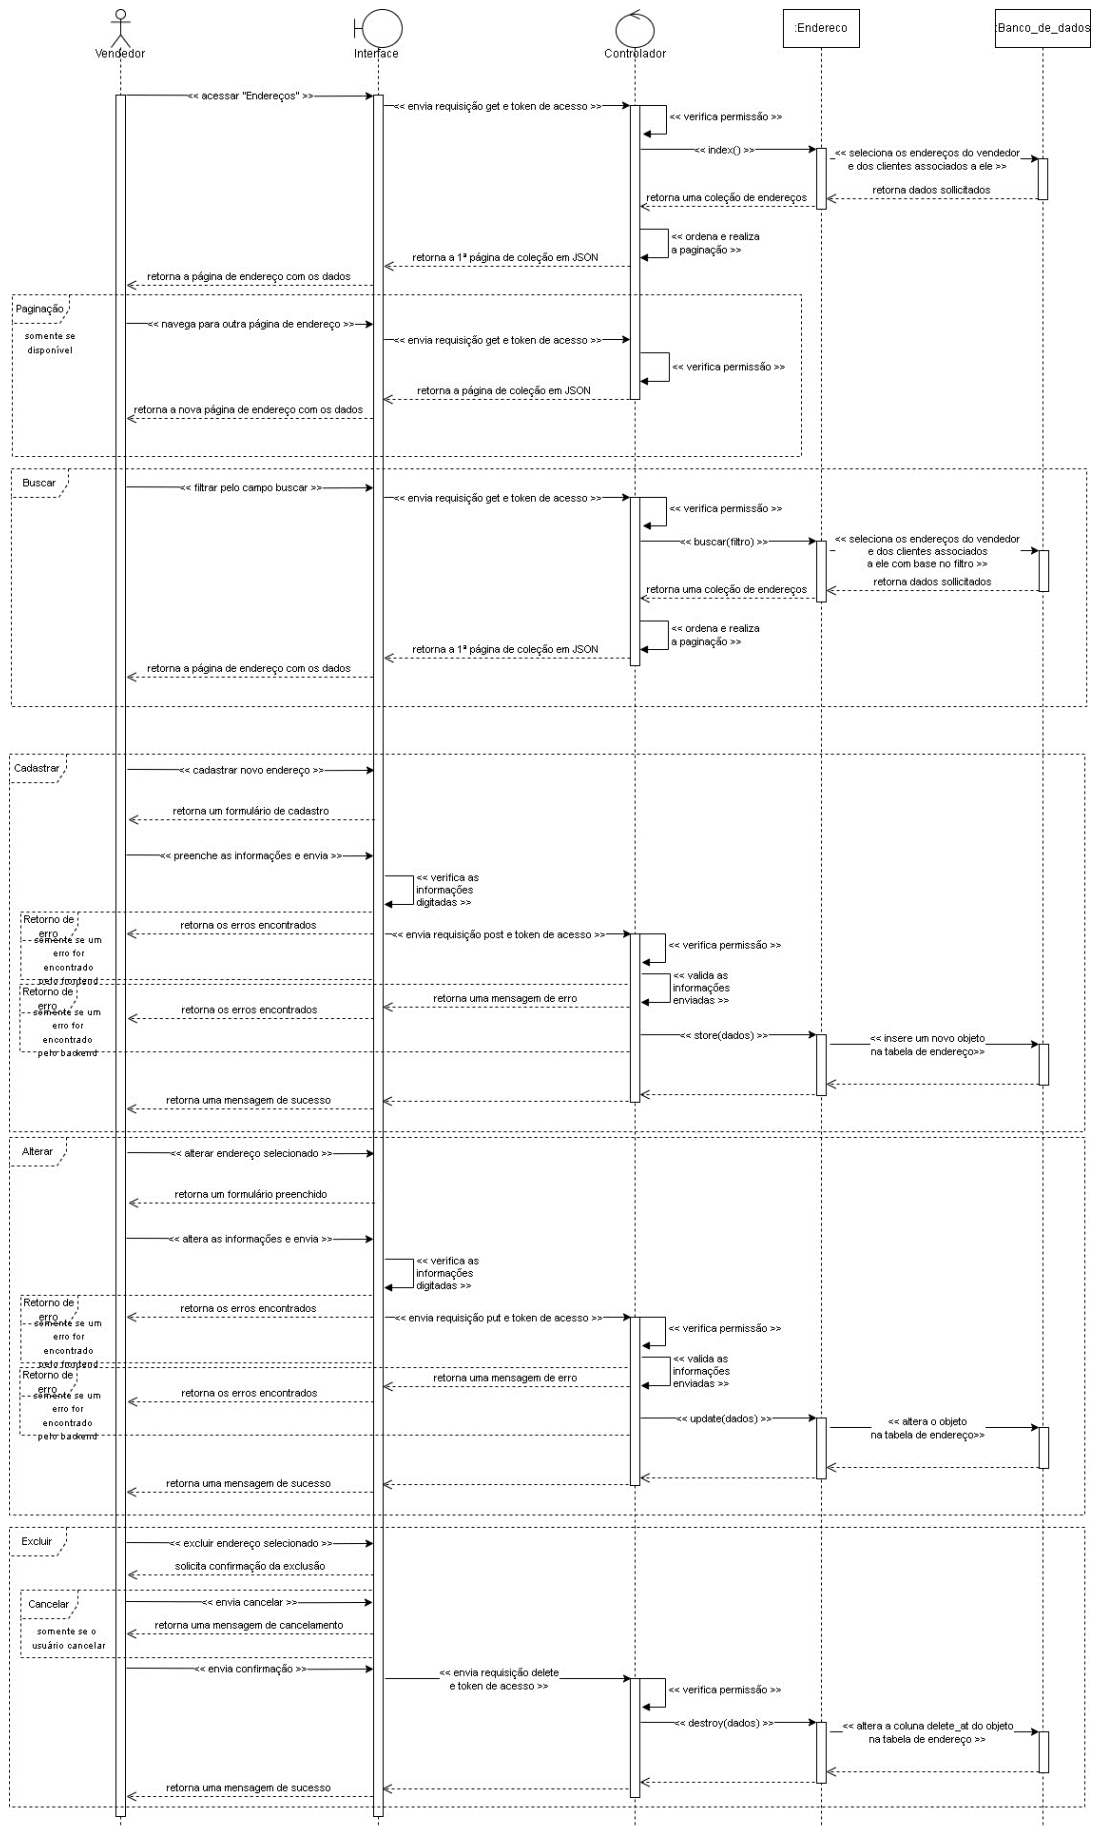 Vendedor
Interface
Controlador
:Endereco
:Banco_de_dados
<< acessar "Endereços" >>
<< envia requisição get e token de acesso >>
<< verifica permissão >>
<< index() >>
<< seleciona os endereços do vendedor
e dos clientes associados a ele >>
retorna dados sollicitados
retorna uma coleção de endereços
<< ordena e realiza
a paginação >>
retorna a 1ª página de coleção em JSON
retorna a página de endereço com os dados
Paginação
somente se
disponível
<< navega para outra página de endereço >>
<< envia requisição get e token de acesso >>
<< verifica permissão >>
retorna a página de coleção em JSON
retorna a nova página de endereço com os dados
Buscar
<< filtrar pelo campo buscar >>
<< envia requisição get e token de acesso >>
<< verifica permissão >>
<< buscar(filtro) >>
<< seleciona os endereços do vendedor
e dos clientes associados
a ele com base no filtro >>
retorna dados sollicitados
retorna uma coleção de endereços
<< ordena e realiza
a paginação >>
retorna a 1ª página de coleção em JSON
retorna a página de endereço com os dados
Cadastrar
<< cadastrar novo endereço >>
retorna um formulário de cadastro
<< preenche as informações e envia >>
<< verifica as
informações
digitadas >>
Retorno de
erro
somente se um
erro for
encontrado
pelo frontend
retorna os erros encontrados
<< envia requisição post e token de acesso >>
<< verifica permissão >>
<< valida as
informações
enviadas >>
Retorno de
erro
somente se um
erro for
encontrado
pelo backend
retorna uma mensagem de erro
retorna os erros encontrados
<< store(dados) >>
<< insere um novo objeto
na tabela de endereço>>
retorna uma mensagem de sucesso
Alterar
<< alterar endereço selecionado >>
retorna um formulário preenchido
<< altera as informações e envia >>
<< verifica as
informações
digitadas >>
Retorno de
erro
somente se um
erro for
encontrado
pelo frontend
retorna os erros encontrados
<< envia requisição put e token de acesso >>
<< verifica permissão >>
<< valida as
informações
enviadas >>
Retorno de
erro
somente se um
erro for
encontrado
pelo backend
retorna uma mensagem de erro
retorna os erros encontrados
<< update(dados) >>
<< altera o objeto
na tabela de endereço>>
retorna uma mensagem de sucesso
Excluir
<< excluir endereço selecionado >>
solicita confirmação da exclusão
Cancelar
somente se o
usuário cancelar
<< envia cancelar >>
retorna uma mensagem de cancelamento
<< envia confirmação >>
<< envia requisição delete
e token de acesso >>
<< verifica permissão >>
<< destroy(dados) >>
<< altera a coluna delete_at do objeto
na tabela de endereço >>
retorna uma mensagem de sucesso